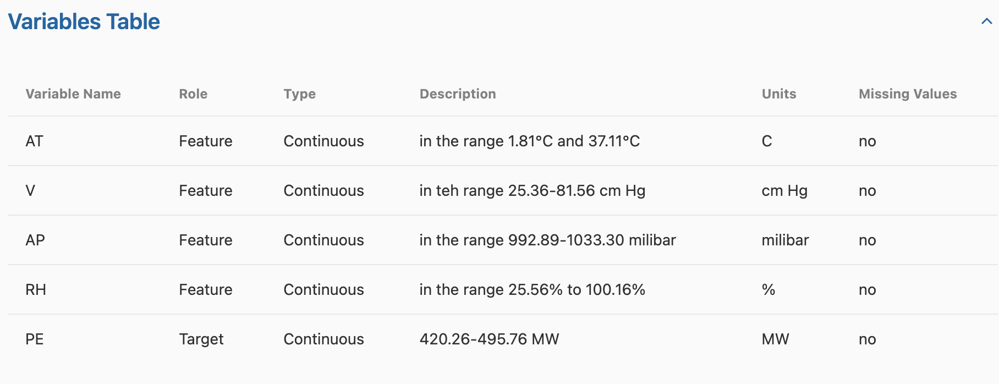 Variables Table
Variable Name Role Type Description Units Missing Values
AT Feature Continuous in the range 1.81°C and 37.11°C C no
V Feature Continuous in teh range 25.36-81.56 cm Hg cm Hg no
AP Feature Continuous in the range 992.89-1033.30 milibar milibar no
RH Feature Continuous in the range 25.56% to 100.16% % no
PE Target Continuous 420.26-495.76 MW MW no